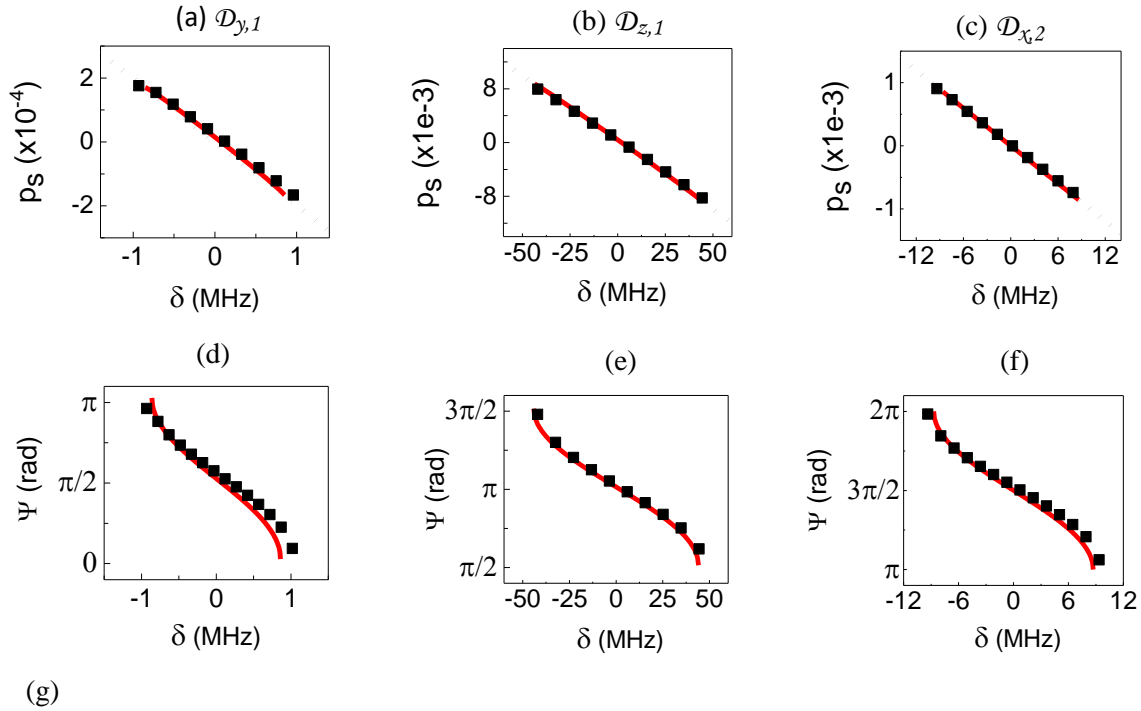 (a) 𝒟y,1
(b) 𝒟z,1
(c) 𝒟x,2
pS (x10-4)
2
0
-2
-1 0 1
δ (MHz)
pS (x1e-3)
8
0
-8
-50 -25 0 25 50
δ (MHz)
pS (x1e-3)
1
0
-1
-12 -6 0 6 12
δ (MHz)
(d)
(e)
(f)
Ψ (rad)
π
π/2
0
-1 0 1
δ (MHz)
Ψ (rad)
3π/2
π
π/2
-50 -25 0 25 50
δ (MHz)
Ψ (rad)
2π
3π/2
π
-12 -6 0 6 12
δ (MHz)
(g)